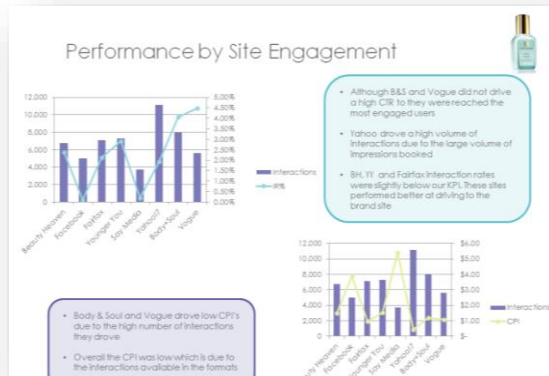 Performance by Site Engagement
12,000
10,000
8,000
6,000
4,000
2,000
0
5.00%
4.50%
4.00%
3.50%
3.00%
2.50%
2.00%
1.50%
1.00%
0.50%
0.00%
Beauty Heaven
Facebook
Fairfax
Younger You
Say Media
Yahoo7
Body+Soul
Vogue
Interactions
IR%
• Although B&S and Vogue did not drive
a high CTR to they were reached the
most engaged users
• Yahoo drove a high volume of
interactions due to the large volume of
impressions booked
• BH, YY and Fairfax interaction rates
were slightly below our KPI. These sites
performed better at driving to the
brand site
• Body & Soul and Vogue drove low CPI's
due to the high number of interactions
they drove
• Overall the CPI was low which is due to
the interactions available in the formats
12,000
10,000
8,000
6,000
4,000
2,000
0
$6.00
$5.00
$4.00
$3.00
$2.00
$1.00
$-
Beauty Heaven
Facebook
Fairfax
Younger You
Say Media
Yahoo7
Body+Soul
Vogue
Interactions
CPI